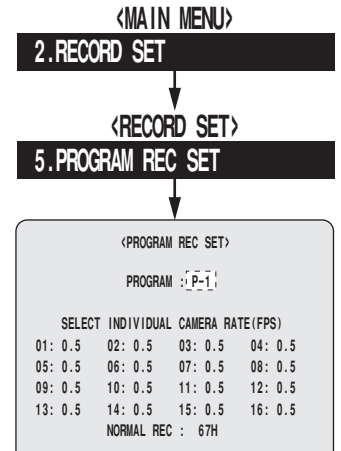 <MAIN MENU>
2.RECORD SET
<RECORD SET>
5.PROGRAM REC SET
<PROGRAM REC SET>
PROGRAM : P-1
SELECT INDIVIDUAL CAMERA RATE(FPS)
01: 0.5 02: 0.5 03: 0.5 04: 0.5
05: 0.5 06: 0.5 07: 0.5 08: 0.5
09: 0.5 10: 0.5 11: 0.5 12: 0.5
13: 0.5 14: 0.5 15: 0.5 16: 0.5
NORMAL REC : 67H